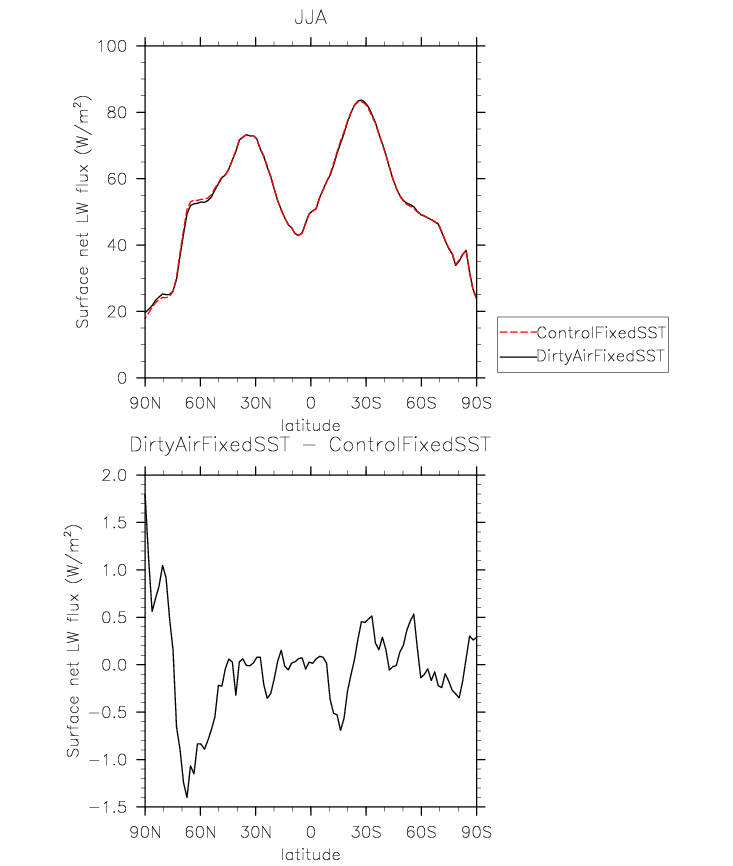 JJA
Surface net LW flux (W/m²)
100
80
60
40
20
0
90N 60N 30N 0 30S 60S 90S
latitude
ControlFixedSST
DirtyAirFixedSST
DirtyAirFixedSST − ControlFixedSST
Surface net LW flux (W/m²)
2.0
1.5
1.0
0.5
0.0
−0.5
−1.0
−1.5
90N 60N 30N 0 30S 60S 90S
latitude